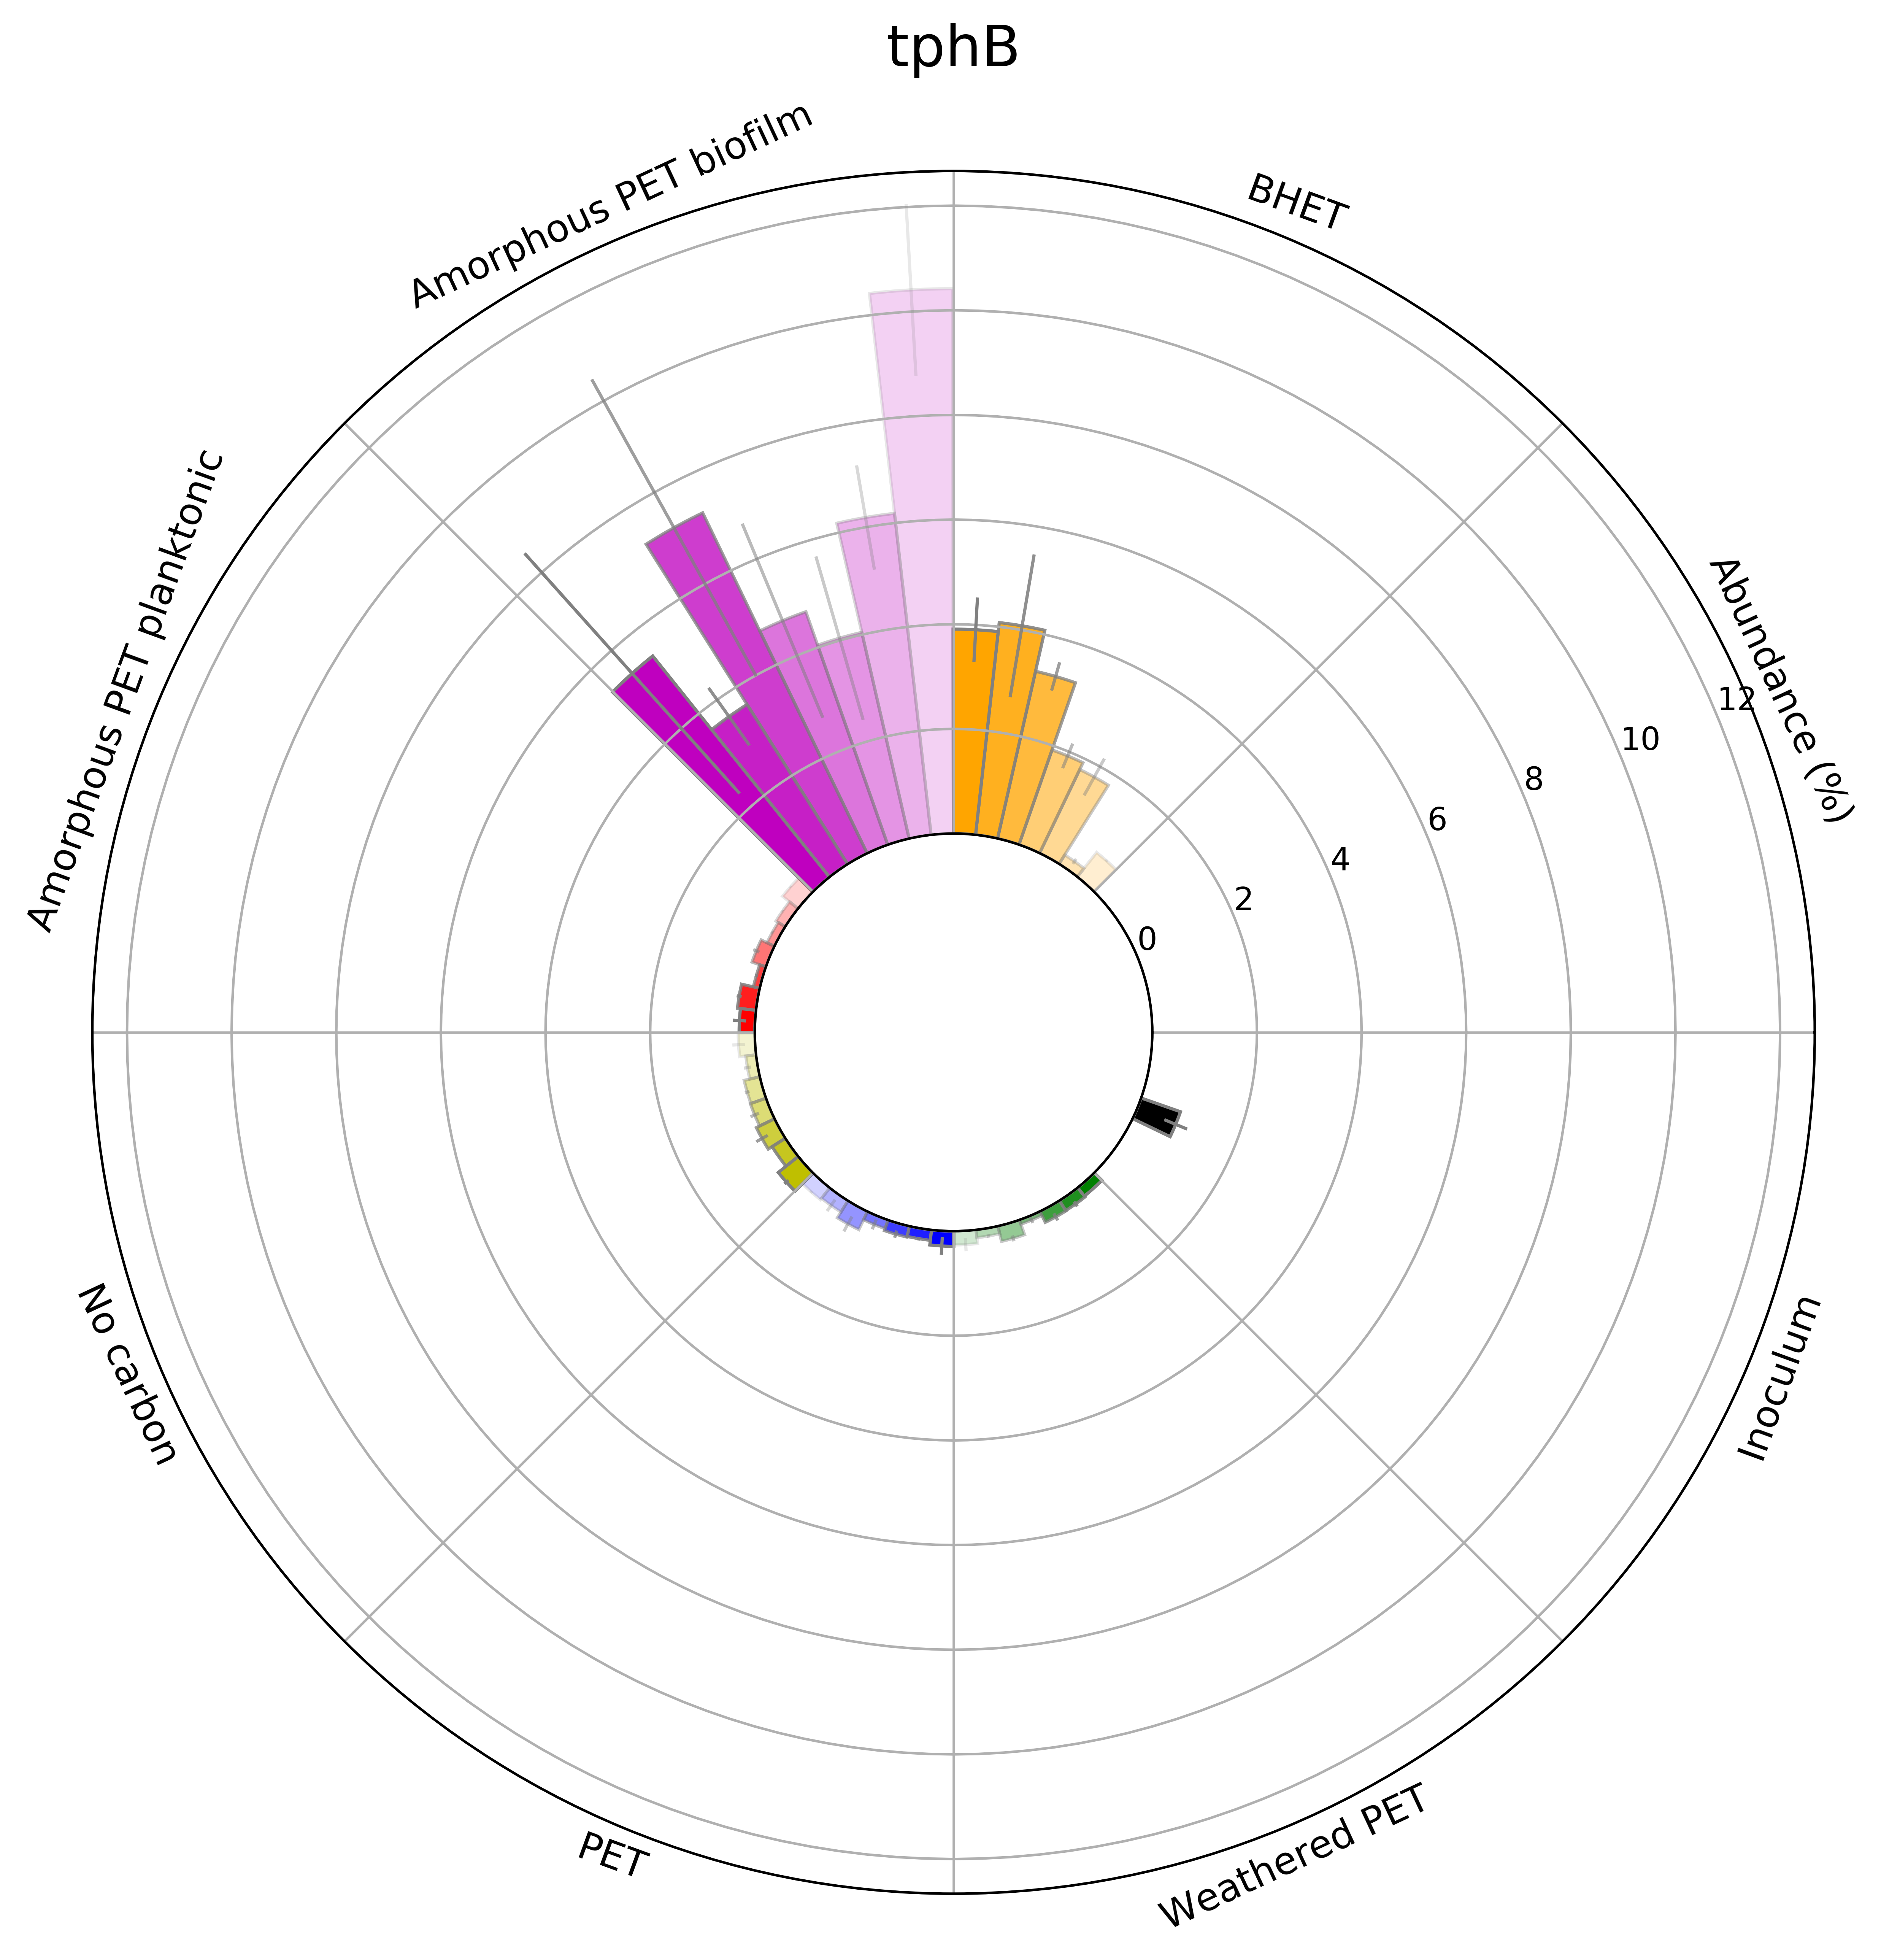 tphB
Amorphous PET biofilm
BHET
Amorphous PET planktonic
Abundance (%)
12
10
8
6
4
2
0
No carbon
Inoculum
PET
Weathered PET